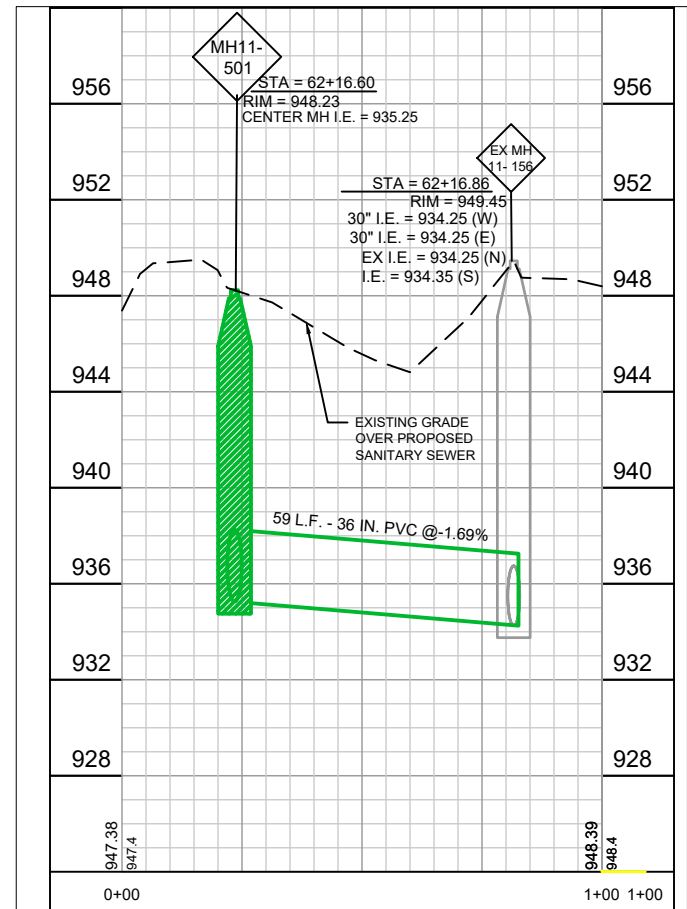 MH11-
501
STA = 62+16.60
RIM = 948.23
CENTER MH I.E. = 935.25
EX MH
11- 156
STA = 62+16.86
RIM = 949.45
30" I.E. = 934.25 (W)
30" I.E. = 934.25 (E)
EX I.E. = 934.25 (N)
I.E. = 934.35 (S)
956
956
952
952
948
948
944
944
EXISTING GRADE
OVER PROPOSED
SANITARY SEWER
940
940
59 L.F. - 36 IN. PVC @-1.69%
936
936
932
932
928
928
947.38
947.4
948.39
948.4
0+00
1+00 1+00